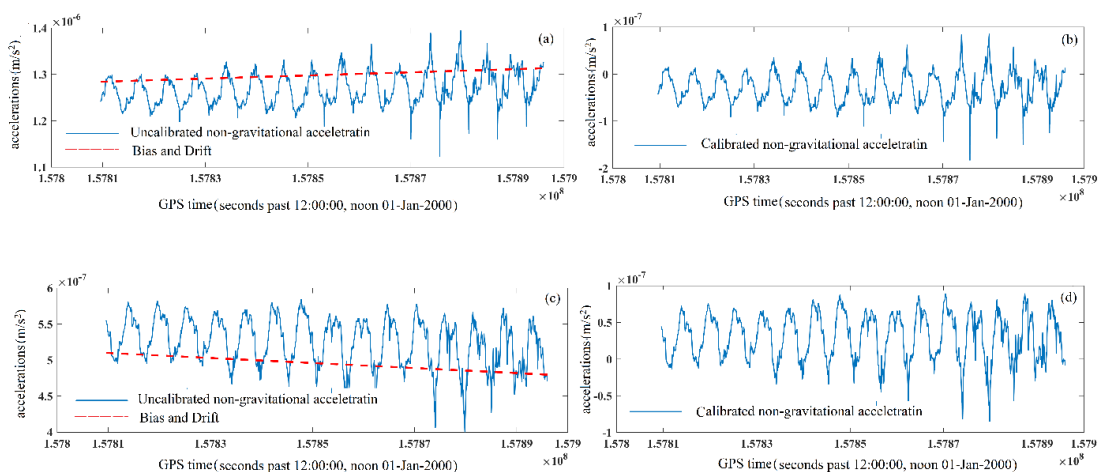 ×10⁻⁶
(a)
1.4
1.3
1.2
1.1
accelerations(m/s²)
Uncalibrated non-gravitational acceletratin
Bias and Drift
1.578 1.5781 1.5783 1.5785 1.5787 1.5789 1.579
×10⁸
GPS time(seconds past 12:00:00, noon 01-Jan-2000)
×10⁻⁷
(b)
1
0
-1
-2
accelerations(m/s²)
Calibrated non-gravitational acceletratin
1.578 1.5781 1.5783 1.5785 1.5787 1.5789 1.579
×10⁸
GPS time(seconds past 12:00:00, noon 01-Jan-2000)
×10⁻⁷
(c)
6
5.5
5
4.5
4
accelerations(m/s²)
Uncalibrated non-gravitational acceletratin
Bias and Drift
1.578 1.5781 1.5783 1.5785 1.5787 1.5789 1.579
×10⁸
GPS time(seconds past 12:00:00, noon 01-Jan-2000)
×10⁻⁷
(d)
1
0.5
0
-0.5
-1
accelerations(m/s²)
Calibrated non-gravitational acceletratin
1.578 1.5781 1.5783 1.5785 1.5787 1.5789 1.579
×10⁸
GPS time(seconds past 12:00:00, noon 01-Jan-2000)